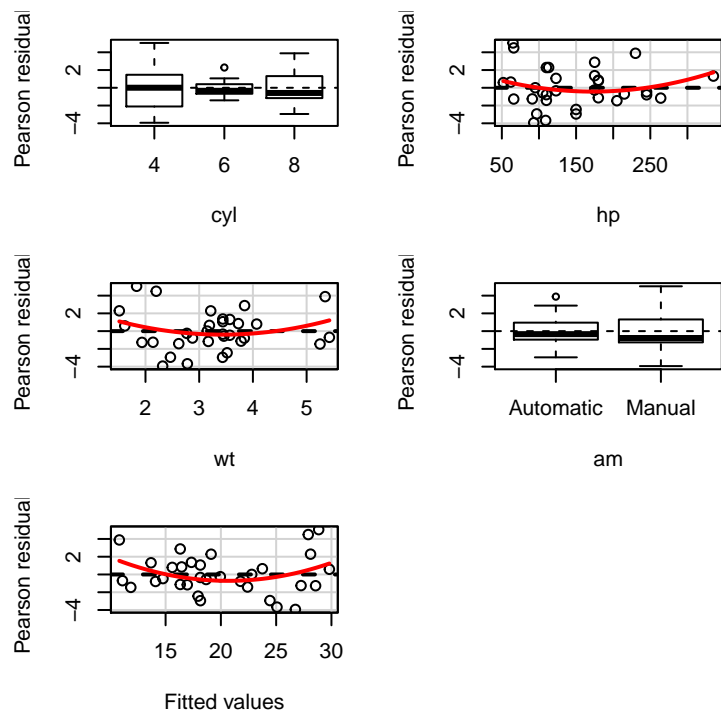 Pearson residual
2
−4
4 6 8
cyl
Pearson residual
2
−4
50 150 250
hp
Pearson residual
2
−4
2 3 4 5
wt
Pearson residual
2
−4
Automatic Manual
am
Pearson residual
2
−4
15 20 25 30
Fitted values